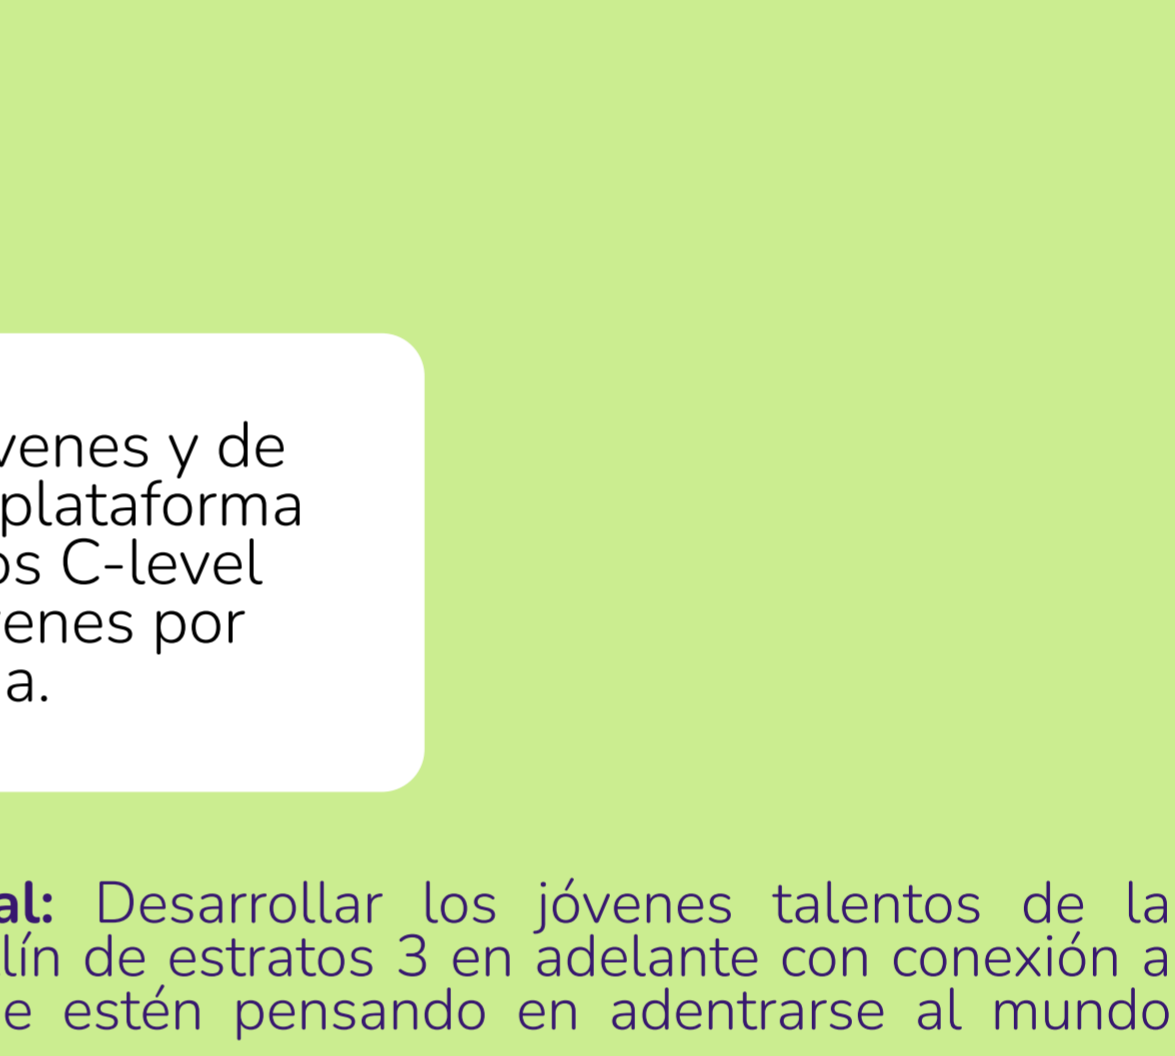 venes y de
plataforma
os C-level
enes por
a.
al: Desarrollar los jóvenes talentos de la
lín de estratos 3 en adelante con conexión a
e estén pensando en adentrarse al mundo